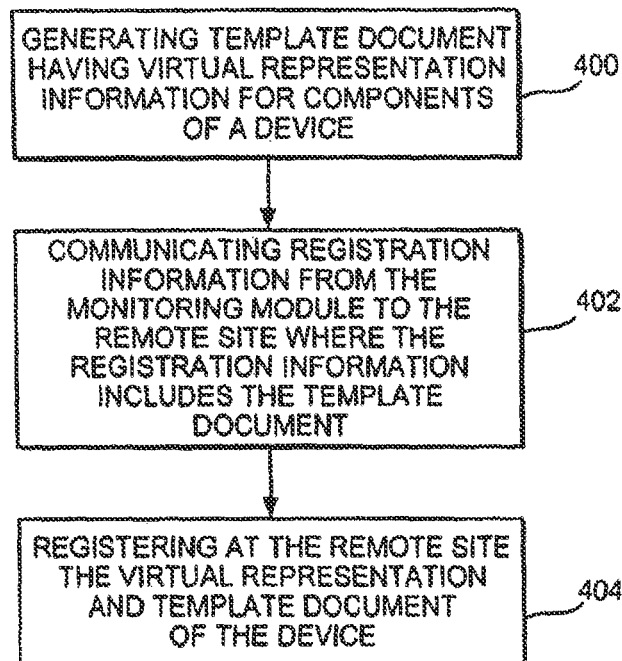 GENERATING TEMPLATE DOCUMENT
HAVING VIRTUAL REPRESENTATION
INFORMATION FOR COMPONENTS
OF A DEVICE
400
COMMUNICATING REGISTRATION
INFORMATION FROM THE
MONITORING MODULE TO THE
REMOTE SITE WHERE THE
REGISTRATION INFORMATION
INCLUDES THE TEMPLATE
DOCUMENT
402
REGISTERING AT THE REMOTE SITE
THE VIRTUAL REPRESENTATION
AND TEMPLATE DOCUMENT
OF THE DEVICE
404